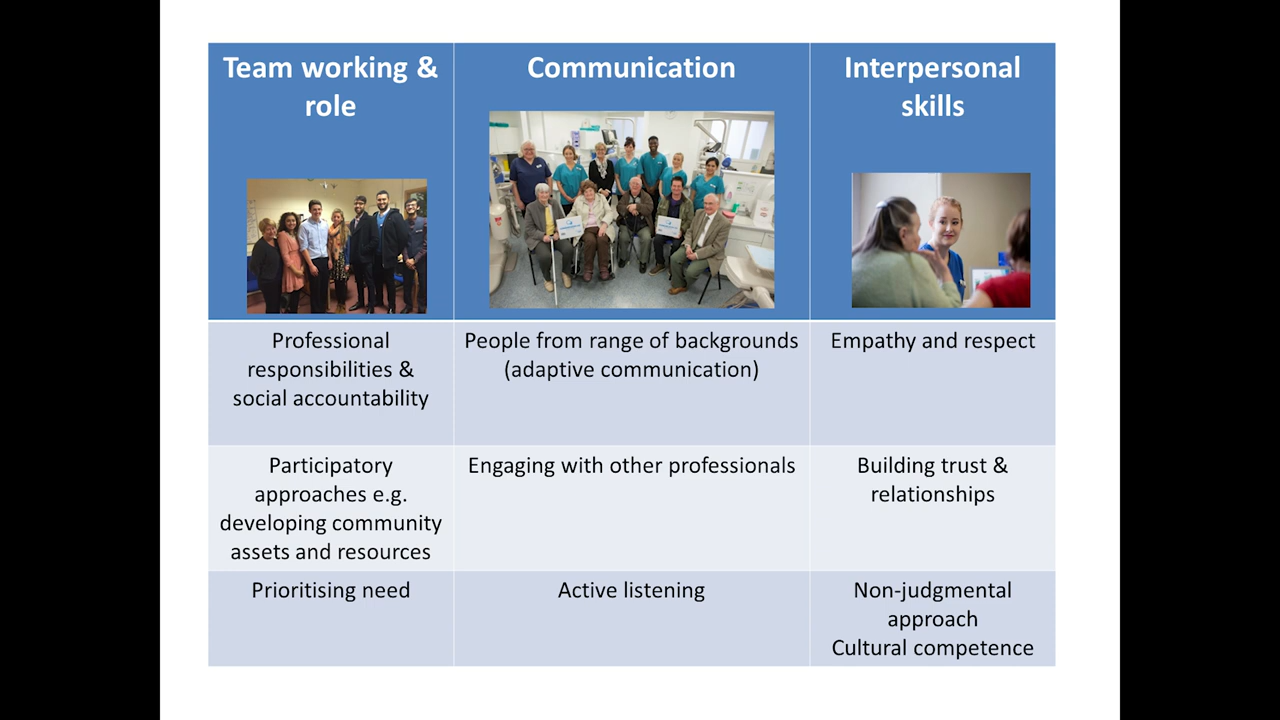 Team working &
role
Communication
Interpersonal
skills
Professional
responsibilities &
social accountability
People from range of backgrounds
(adaptive communication)
Empathy and respect
Participatory
approaches e.g.
developing community
assets and resources
Engaging with other professionals
Building trust &
relationships
Prioritising need
Active listening
Non-judgmental
approach
Cultural competence